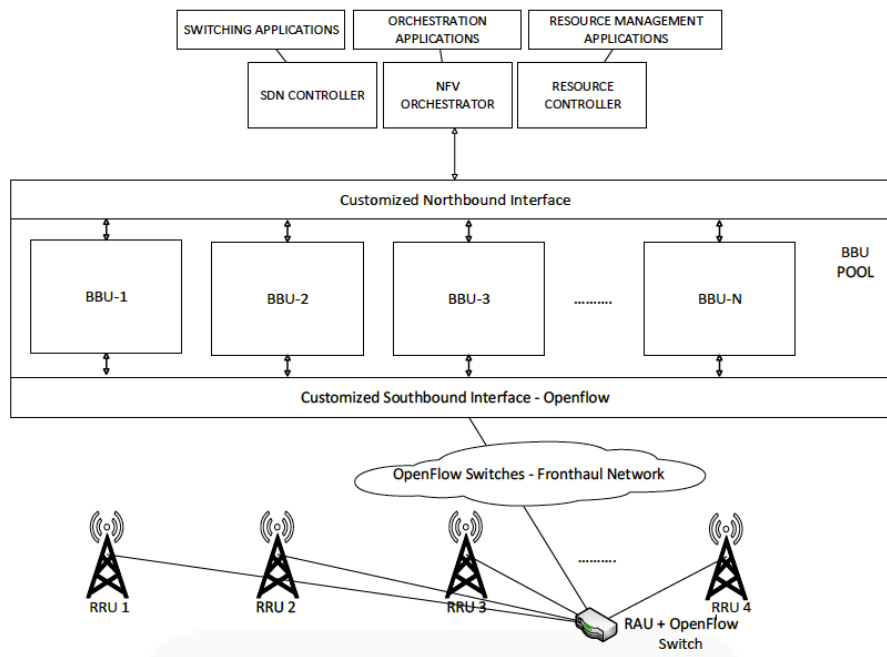 SWITCHING APPLICATIONS
ORCHESTRATION
APPLICATIONS
RESOURCE MANAGEMENT
APPLICATIONS
SDN CONTROLLER
NFV
ORCHESTRATOR
RESOURCE
CONTROLLER
Customized Northbound Interface
BBU-1
BBU-2
BBU-3
..........
BBU-N
BBU
POOL
Customized Southbound Interface - Openflow
OpenFlow Switches - Fronthaul Network
..........
RRU 1
RRU 2
RRU 3
RRU 4
RAU + OpenFlow
Switch